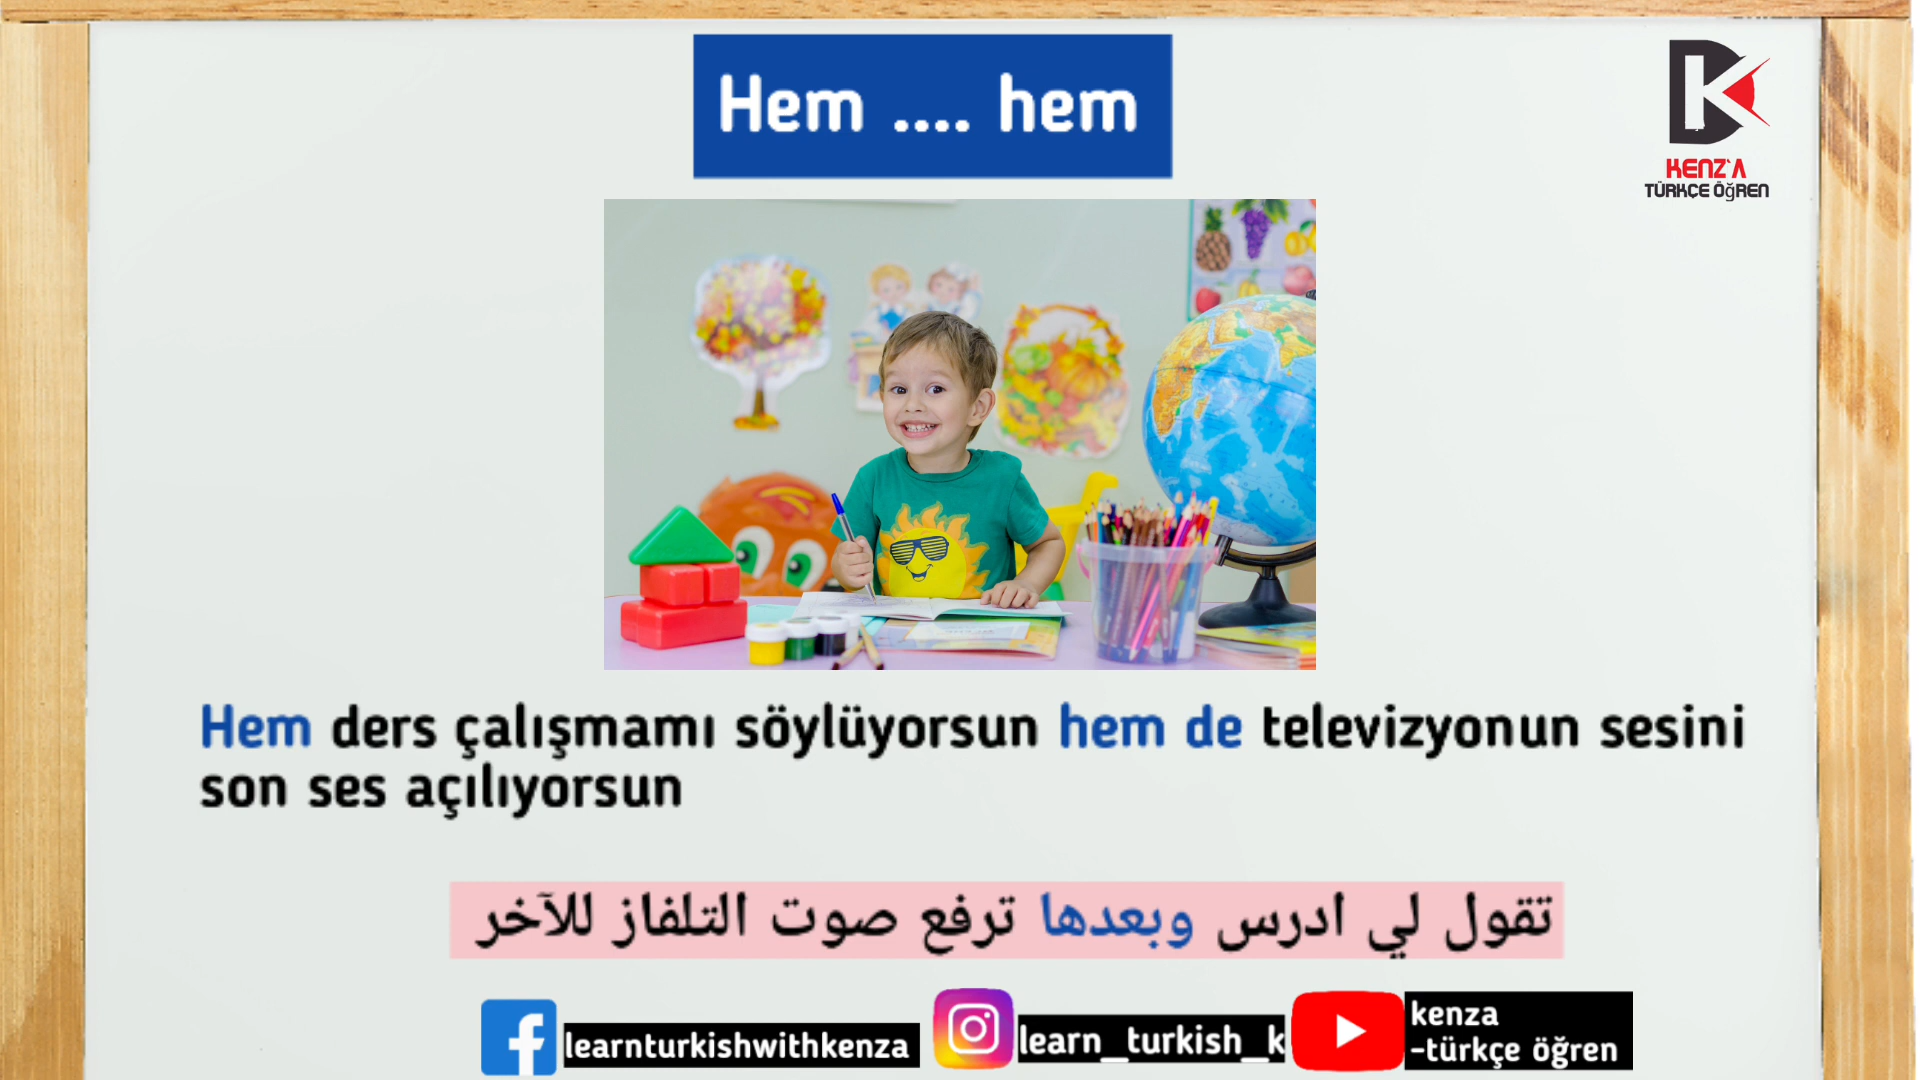 Hem .... hem
KENZ'A
TÜRKÇE ÖğREN
Hem ders çalışmamı söylüyorsun hem de televizyonun sesini
son ses açılıyorsun
تقول لي ادرس وبعدها ترفع صوت التلفاز للآخر
learnturkishwithkenza
learn_turkish_k
kenza
-türkçe öğren